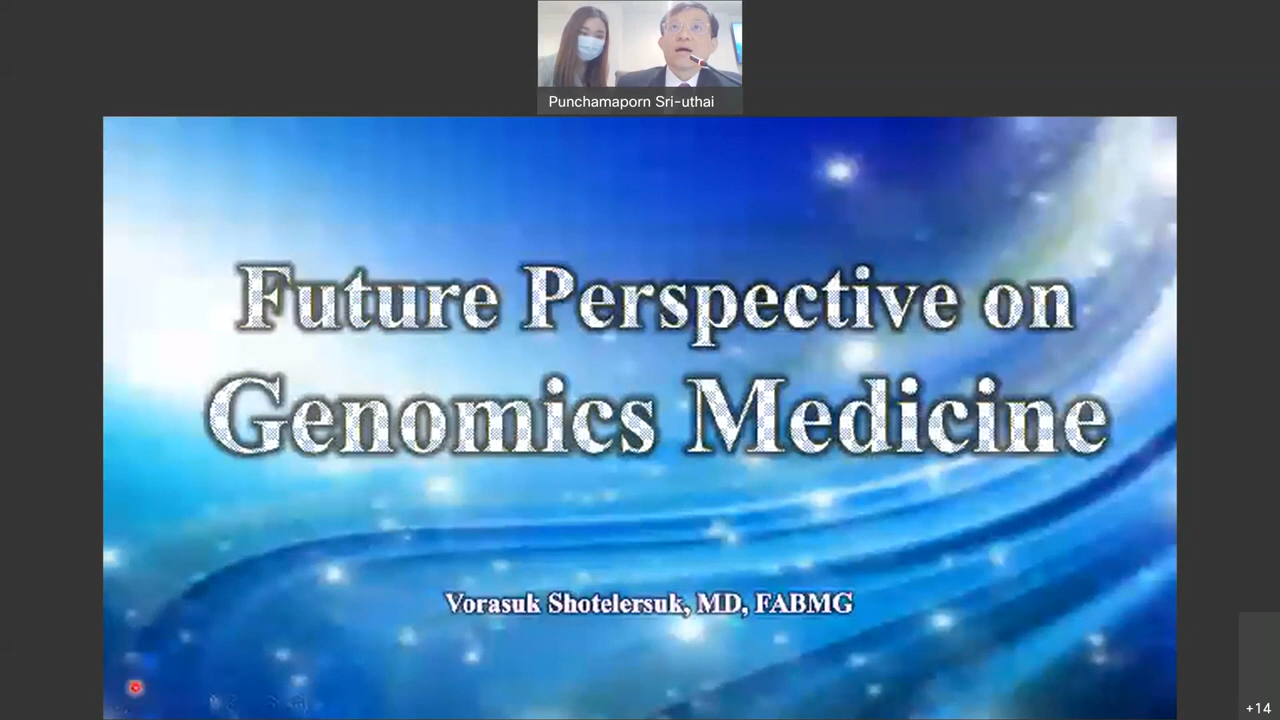 Punchamaporn Sri-uthai
Future Perspective on
Genomics Medicine
Vorasuk Shotelersuk, MD, FABMG
+14